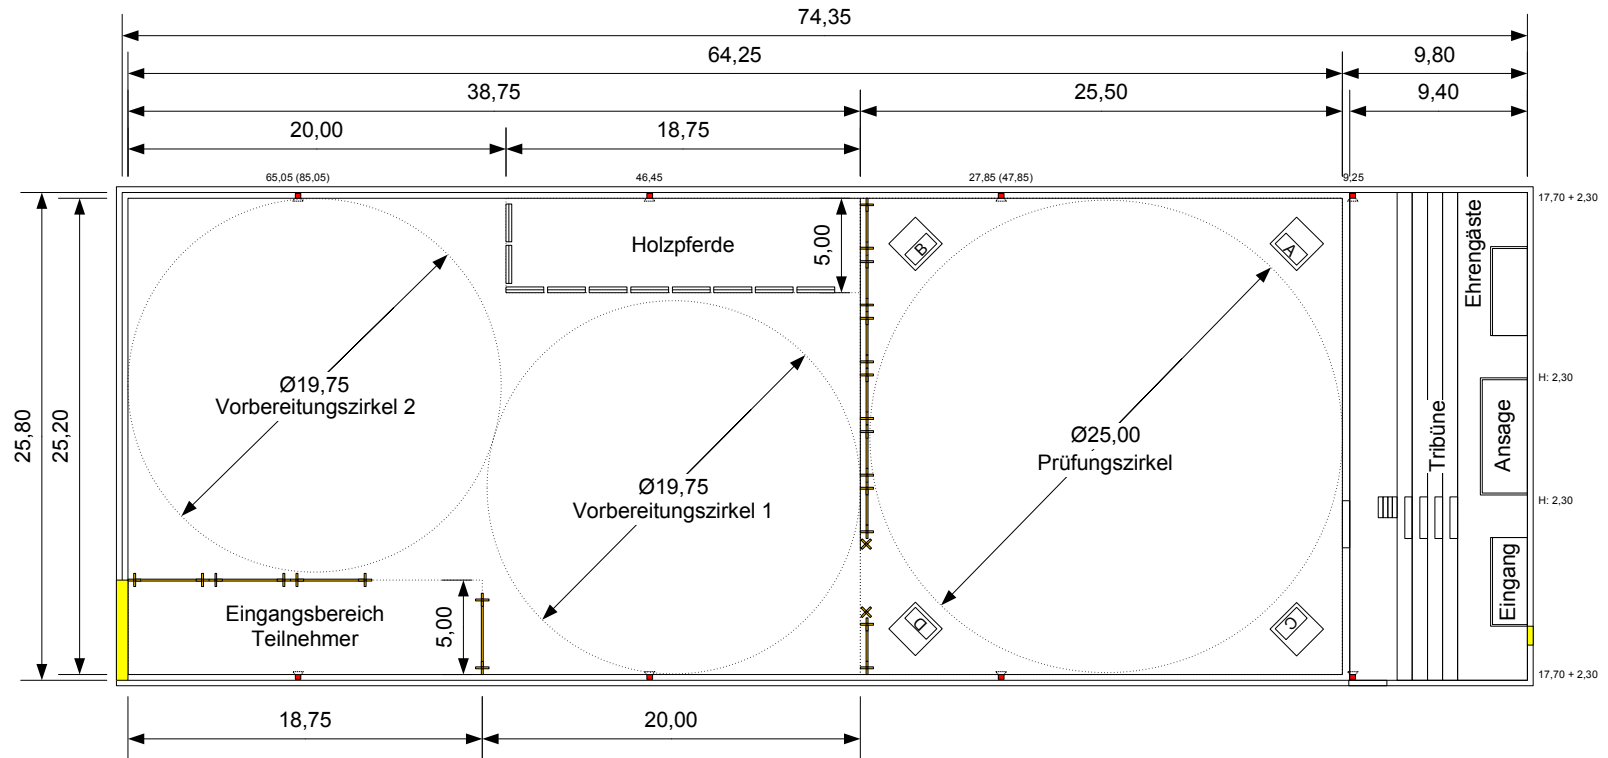 74,35
64,25
9,80
38,75
25,50
9,40
20,00
18,75
65,05 (85,05)
46,45
27,85 (47,85)
9,25
17,70 + 2,30
Holzpferde
5,00
B
A
Ehrengäste
25,80
25,20
Ø19,75
Vorbereitungszirkel 2
H: 2,30
Ø25,00
Prüfungszirkel
Tribüne
Ansage
Ø19,75
Vorbereitungszirkel 1
H: 2,30
Eingangsbereich
Teilnehmer
5,00
D
C
Eingang
17,70 + 2,30
18,75
20,00